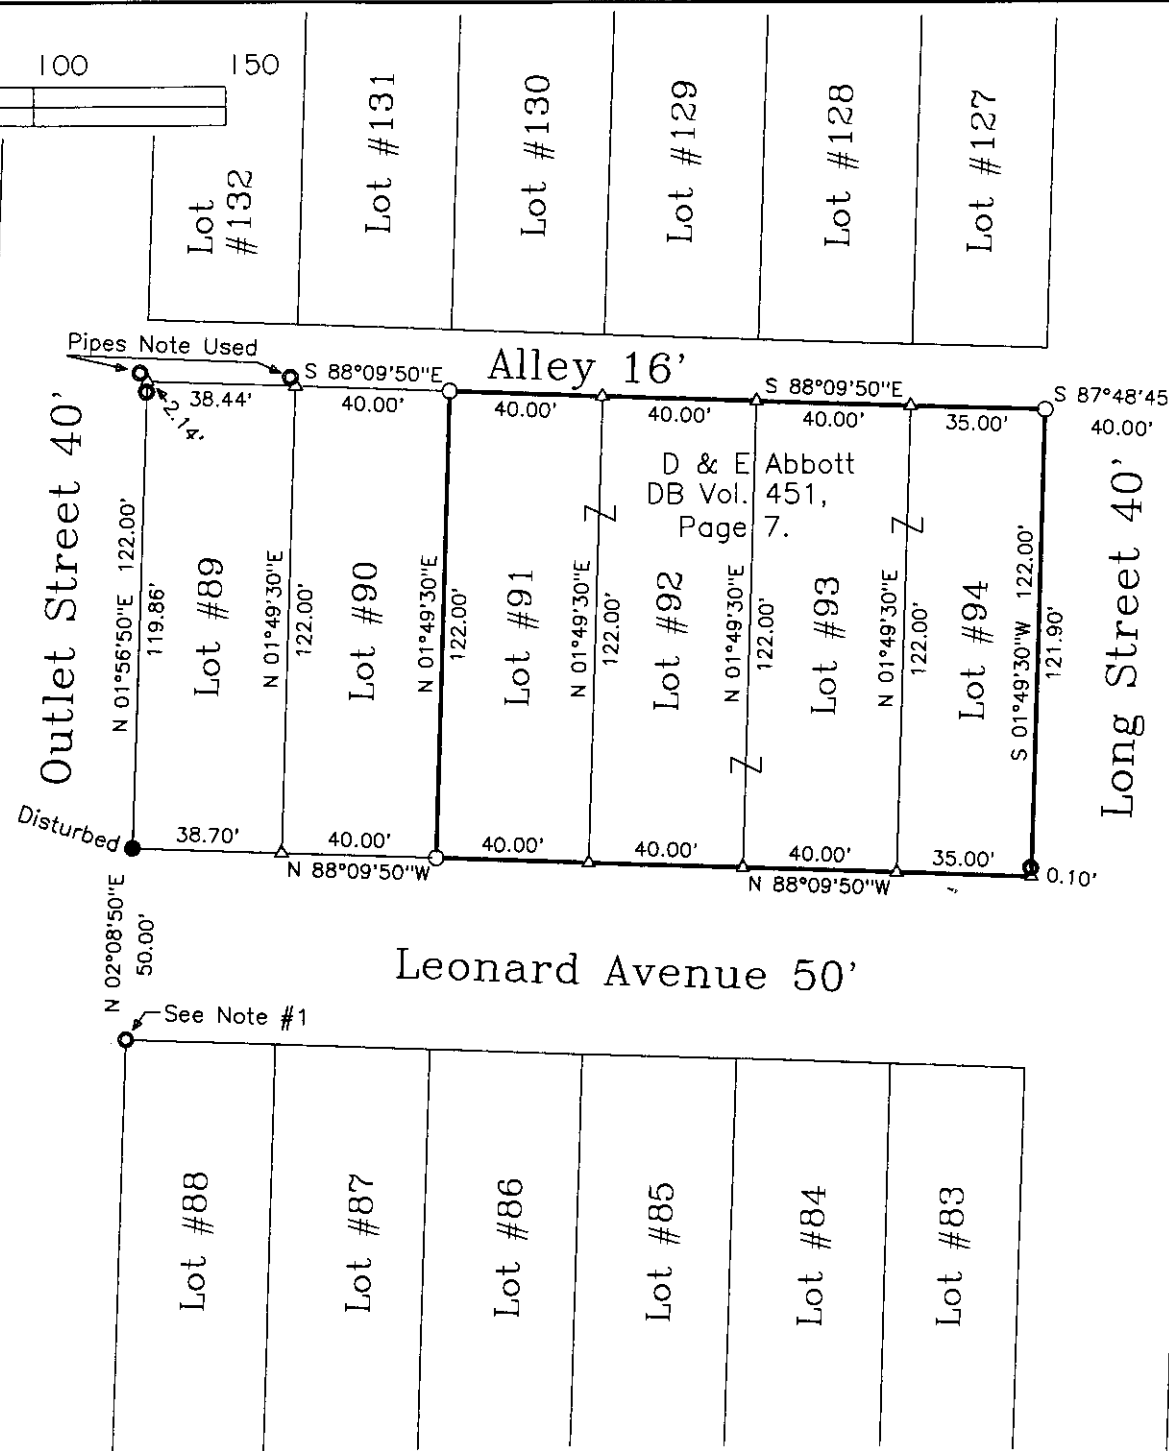 100 150
Lot #132
Lot #131
Lot #130
Lot #129
Lot #128
Lot #127
Pipes Note Used
Alley 16'
S 88°09'50"E
S 88°09'50"E
S 87°48'45
38.44'
40.00'
40.00'
40.00'
40.00'
35.00'
40.00'
2.14'
D & E Abbott
DB Vol. 451,
Page 7.
Outlet Street 40'
N 01°56'50"E 122.00'
119.86'
Lot #89
N 01°49'30"E
122.00'
Lot #90
N 01°49'30"E
122.00'
Lot #91
N 01°49'30"E
122.00'
Lot #92
N 01°49'30"E
122.00'
Lot #93
N 01°49'30"E
122.00'
Lot #94
S 01°49'30"W 122.00'
121.90'
Long Street 40'
Disturbed
38.70'
40.00'
40.00'
40.00'
40.00'
35.00'
0.10'
N 88°09'50"W
N 88°09'50"W
N 02°08'50"E
50.00'
Leonard Avenue 50'
See Note #1
Lot #88
Lot #87
Lot #86
Lot #85
Lot #84
Lot #83